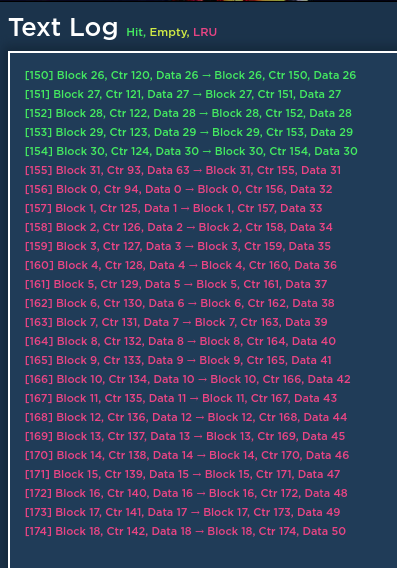 Text Log Hit, Empty, LRU
[150] Block 26, Ctr 120, Data 26 → Block 26, Ctr 150, Data 26
[151] Block 27, Ctr 121, Data 27 → Block 27, Ctr 151, Data 27
[152] Block 28, Ctr 122, Data 28 → Block 28, Ctr 152, Data 28
[153] Block 29, Ctr 123, Data 29 → Block 29, Ctr 153, Data 29
[154] Block 30, Ctr 124, Data 30 → Block 30, Ctr 154, Data 30
[155] Block 31, Ctr 93, Data 63 → Block 31, Ctr 155, Data 31
[156] Block 0, Ctr 94, Data 0 → Block 0, Ctr 156, Data 32
[157] Block 1, Ctr 125, Data 1 → Block 1, Ctr 157, Data 33
[158] Block 2, Ctr 126, Data 2 → Block 2, Ctr 158, Data 34
[159] Block 3, Ctr 127, Data 3 → Block 3, Ctr 159, Data 35
[160] Block 4, Ctr 128, Data 4 → Block 4, Ctr 160, Data 36
[161] Block 5, Ctr 129, Data 5 → Block 5, Ctr 161, Data 37
[162] Block 6, Ctr 130, Data 6 → Block 6, Ctr 162, Data 38
[163] Block 7, Ctr 131, Data 7 → Block 7, Ctr 163, Data 39
[164] Block 8, Ctr 132, Data 8 → Block 8, Ctr 164, Data 40
[165] Block 9, Ctr 133, Data 9 → Block 9, Ctr 165, Data 41
[166] Block 10, Ctr 134, Data 10 → Block 10, Ctr 166, Data 42
[167] Block 11, Ctr 135, Data 11 → Block 11, Ctr 167, Data 43
[168] Block 12, Ctr 136, Data 12 → Block 12, Ctr 168, Data 44
[169] Block 13, Ctr 137, Data 13 → Block 13, Ctr 169, Data 45
[170] Block 14, Ctr 138, Data 14 → Block 14, Ctr 170, Data 46
[171] Block 15, Ctr 139, Data 15 → Block 15, Ctr 171, Data 47
[172] Block 16, Ctr 140, Data 16 → Block 16, Ctr 172, Data 48
[173] Block 17, Ctr 141, Data 17 → Block 17, Ctr 173, Data 49
[174] Block 18, Ctr 142, Data 18 → Block 18, Ctr 174, Data 50